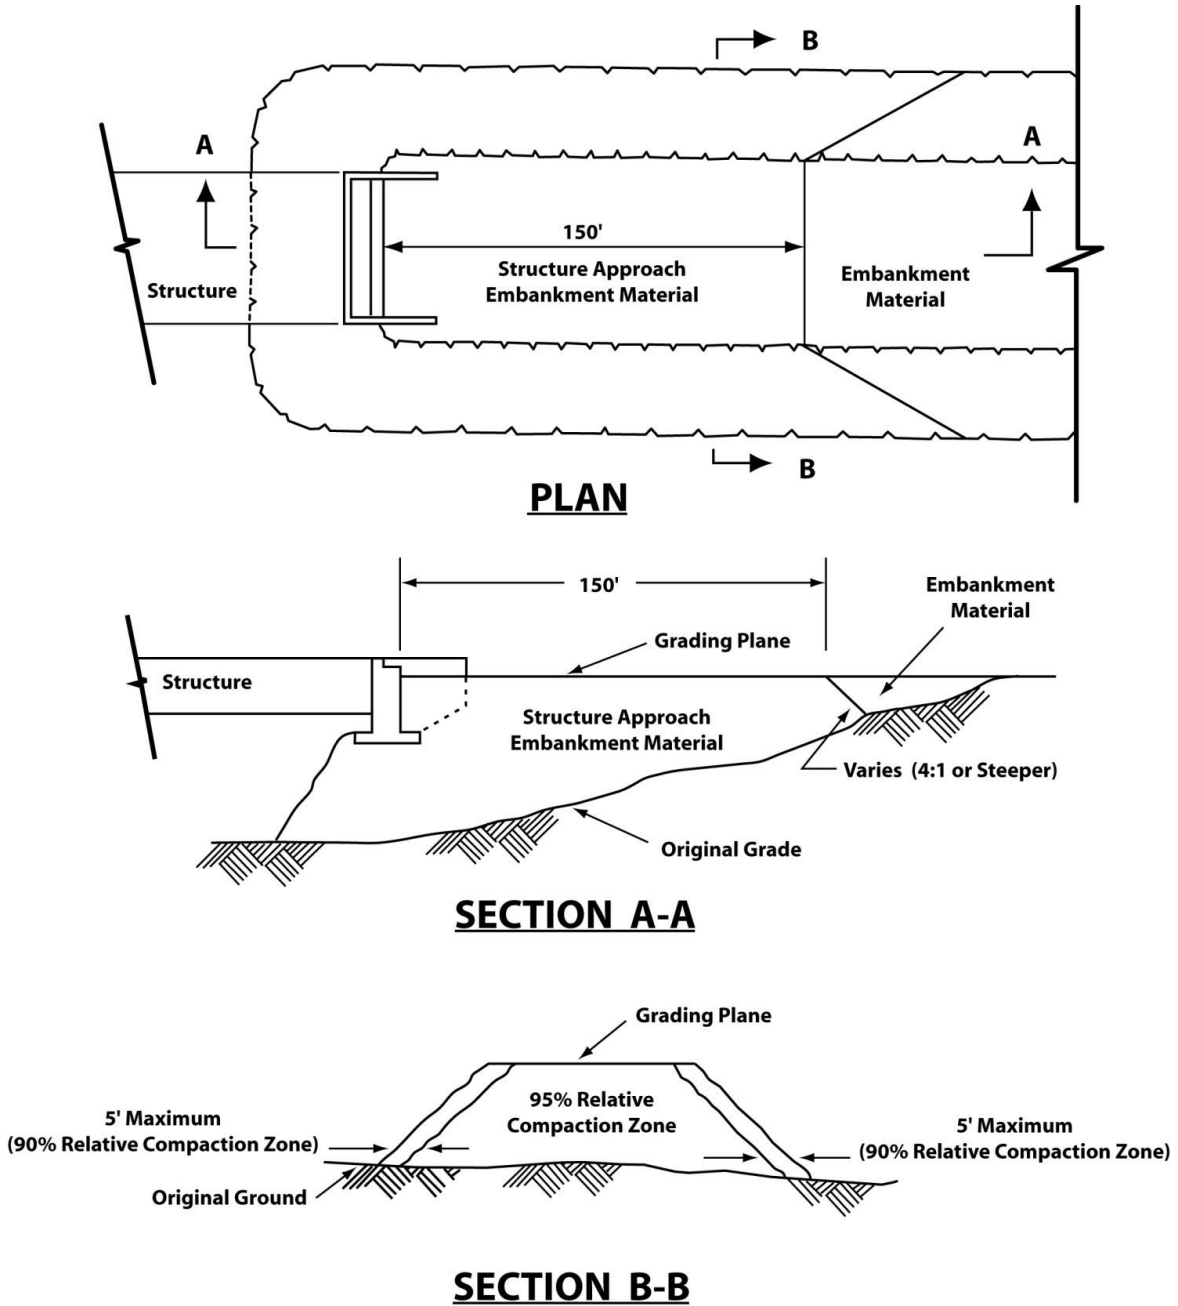 B
A
A
150'
Structure Approach
Embankment Material
Embankment
Material
Structure
B
PLAN
150'
Embankment
Material
Grading Plane
Structure
Structure Approach
Embankment Material
Varies (4:1 or Steeper)
Original Grade
SECTION A-A
Grading Plane
95% Relative
Compaction Zone
5' Maximum
(90% Relative Compaction Zone)
5' Maximum
(90% Relative Compaction Zone)
Original Ground
SECTION B-B